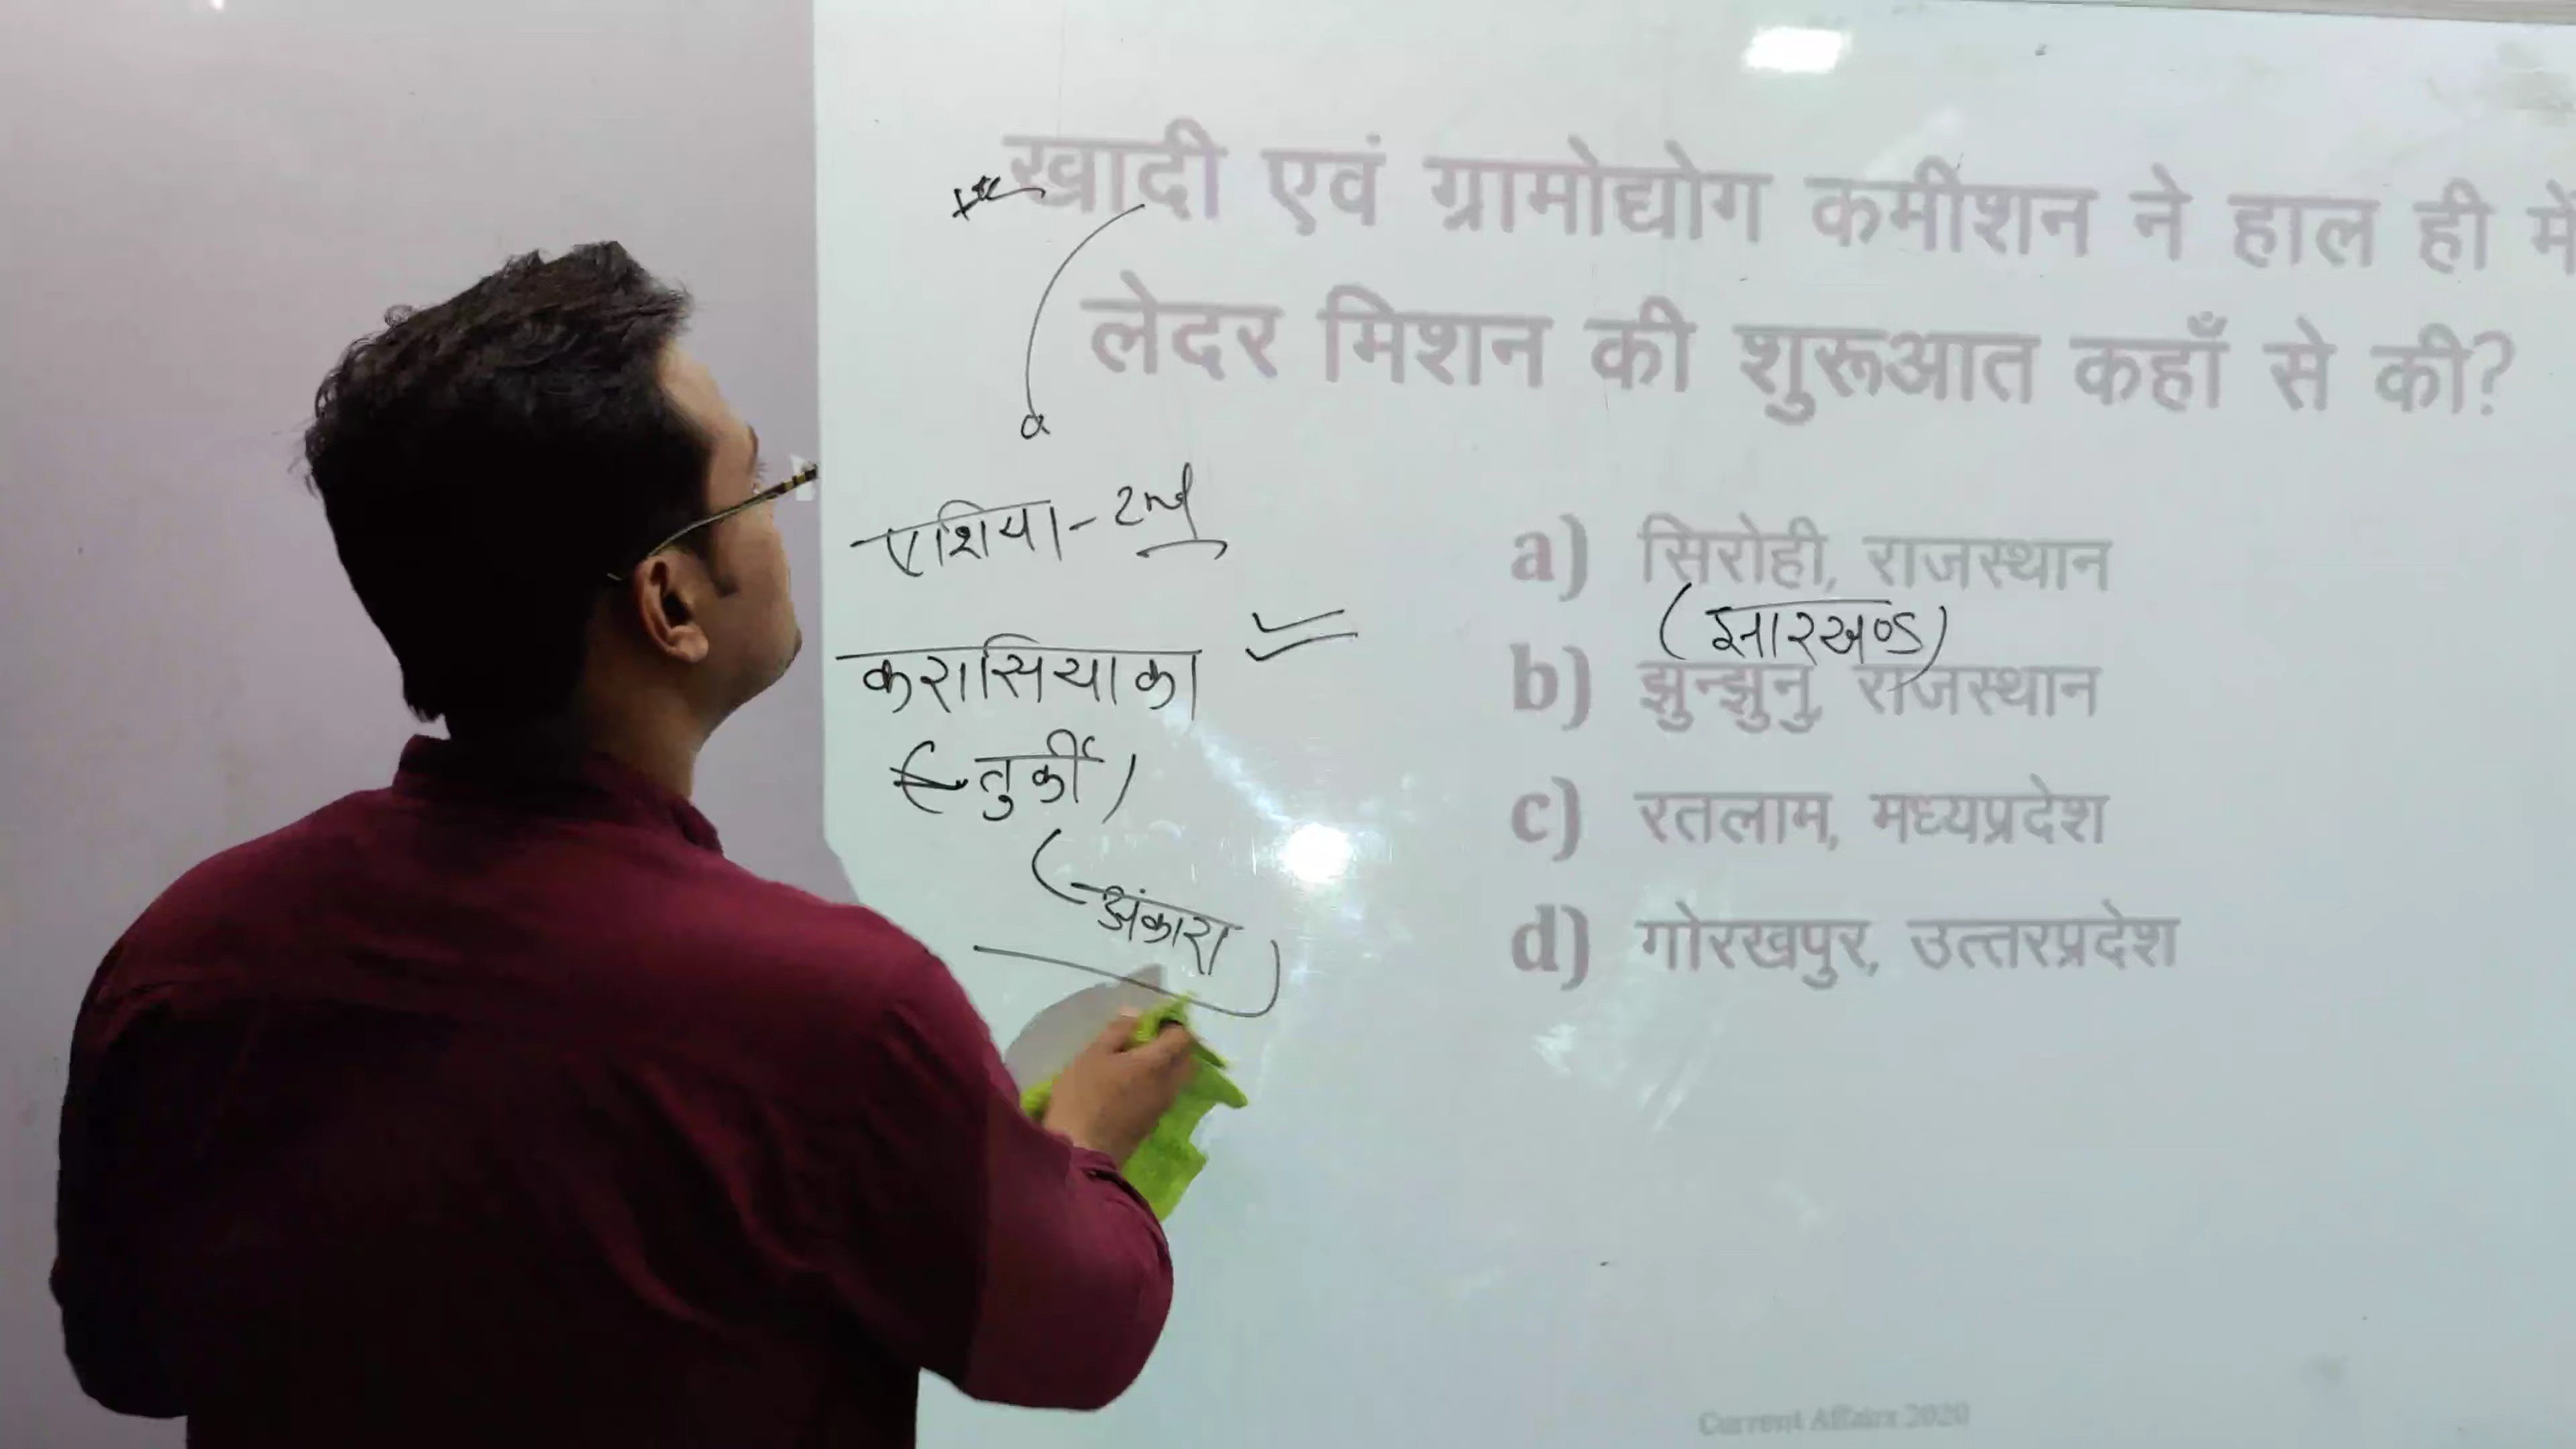 खादी एवं ग्रामोद्योग कमीशन ने हाल ही में
लेदर मिशन की शुरूआत कहाँ से की?
एशिया - 2nd
करासियाका
तुर्की)
(अंकारा)
a) सिरोही, राजस्थान
(झारखण्ड)
b) झुन्झुनु, राजस्थान
c) रतलाम, मध्यप्रदेश
d) गोरखपुर, उत्तरप्रदेश
Current Affairs 2020